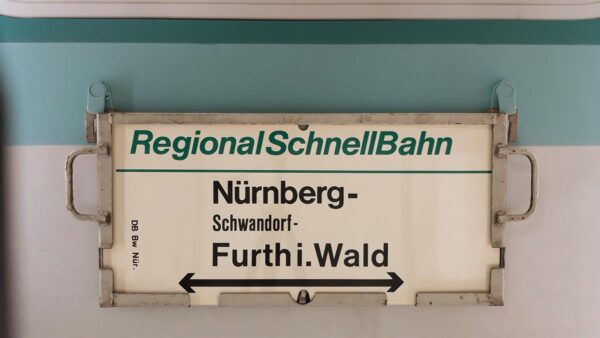 RegionalSchnellBahn
Nürnberg-
Schwandorf-
Furth i. Wald
DB Bw Nür.